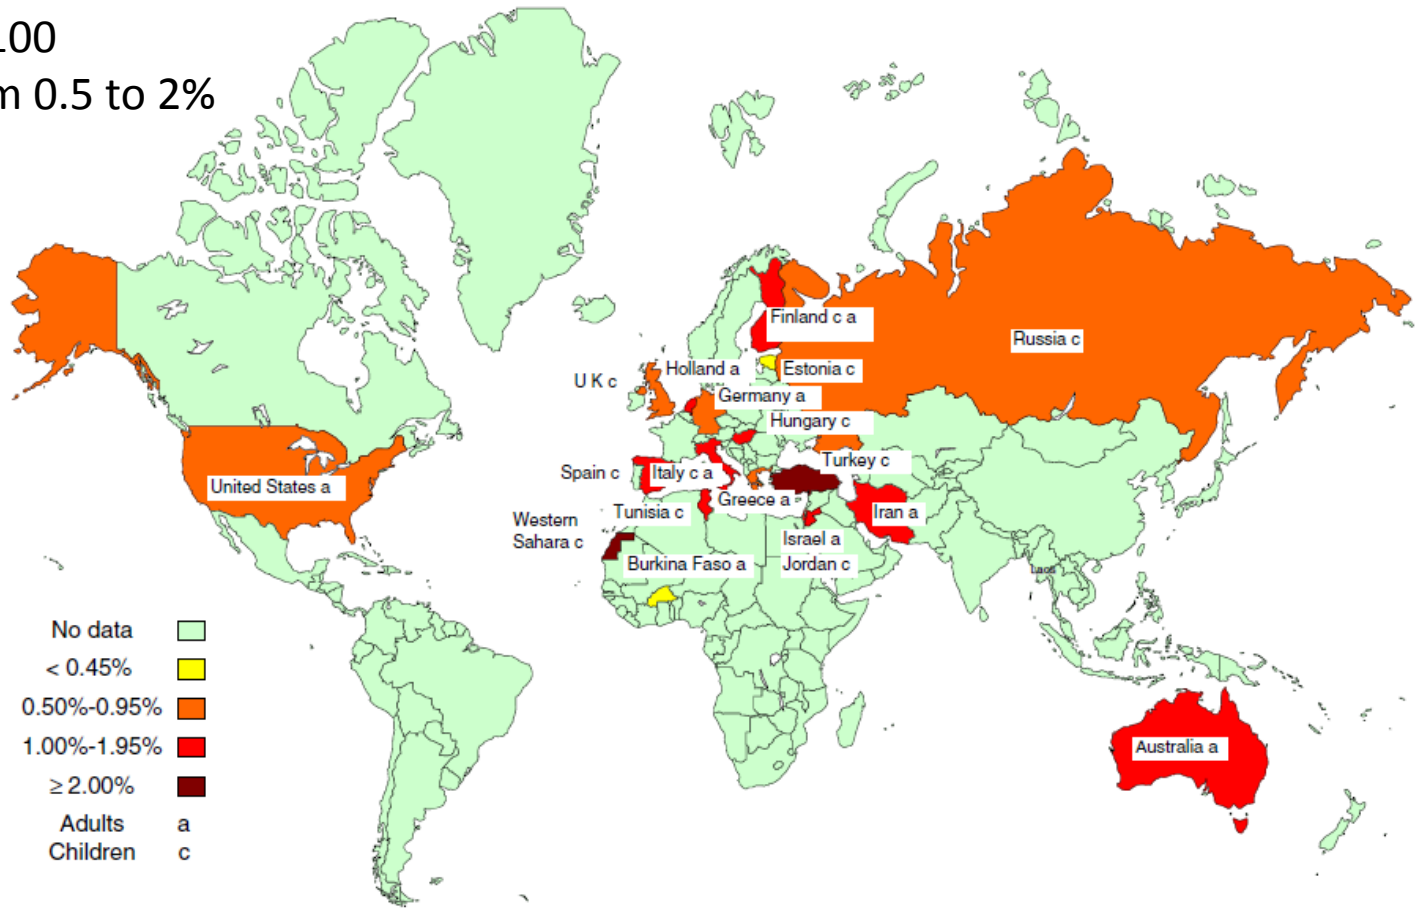 .00
m 0.5 to 2%
Finland c a
Russia c
Holland a
Estonia c
U K c
Germany a
Hungary c
Turkey c
Spain c
Italy c a
United States a
Greece a
Tunisia c
Iran a
Western
Sahara c
Israel a
Burkina Faso a
Jordan c
Laos
No data
< 0.45%
0.50%-0.95%
1.00%-1.95%
≥ 2.00%
Adults a
Children c
Australia a